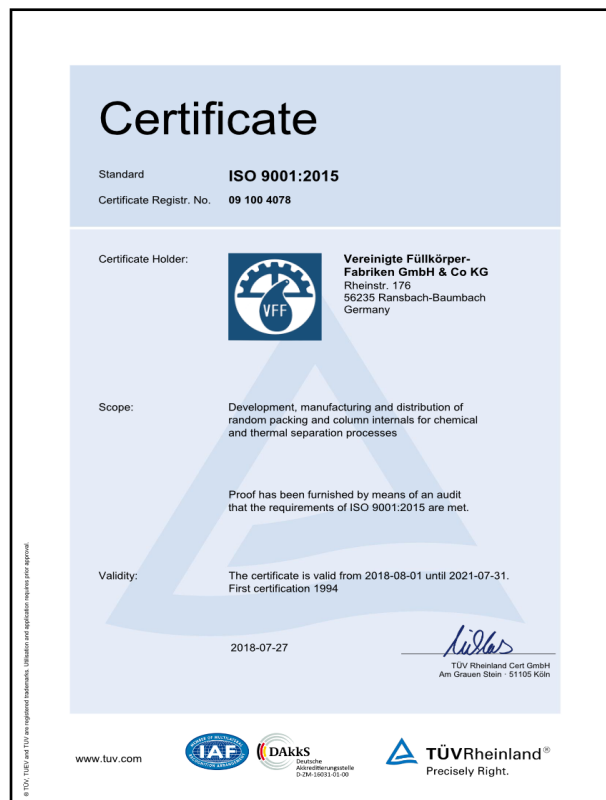 Certificate
Standard ISO 9001:2015
Certificate Registr. No. 09 100 4078
Certificate Holder:
VFF
Vereinigte Füllkörper-
Fabriken GmbH & Co KG
Rheinstr. 176
56235 Ransbach-Baumbach
Germany
Scope: Development, manufacturing and distribution of
random packing and column internals for chemical
and thermal separation processes
Proof has been furnished by means of an audit
that the requirements of ISO 9001:2015 are met.
Validity: The certificate is valid from 2018-08-01 until 2021-07-31.
First certification 1994
2018-07-27
TÜV Rheinland Cert GmbH
Am Grauen Stein · 51105 Köln
® TÜV, TUEV and TUV are registered trademarks. Utilisation and application requires prior approval.
www.tuv.com
MEMBER OF MULTILATERAL
IAF
RECOGNITION ARRANGEMENT
DAkkS
Deutsche
Akkreditierungsstelle
D-ZM-16031-01-00
TÜVRheinland®
Precisely Right.